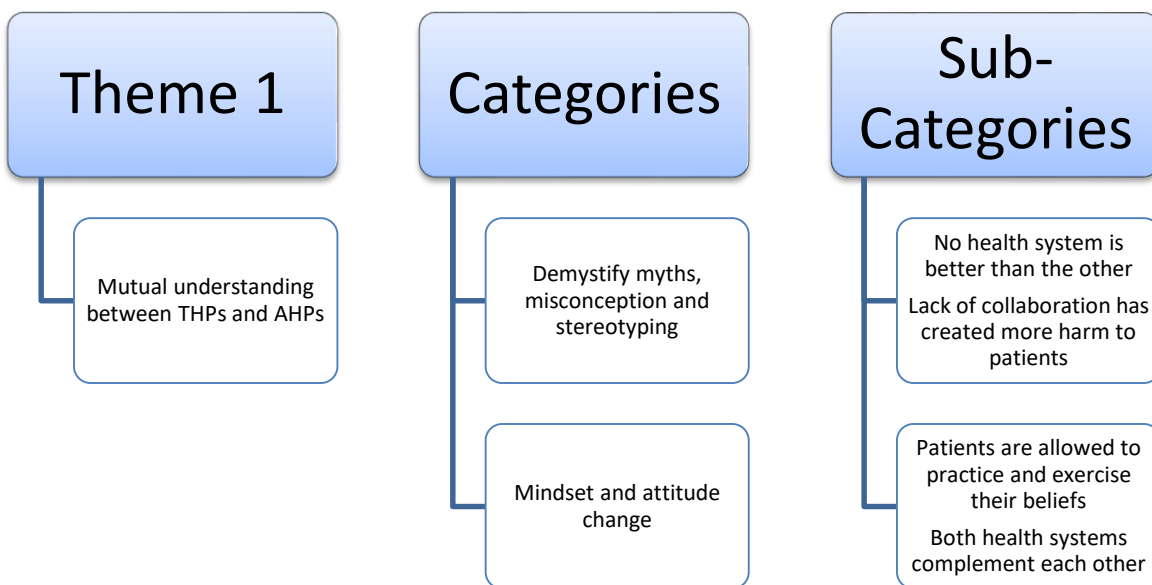 Theme 1
Mutual understanding
between THPs and AHPs
Categories
Demystify myths,
misconception and
stereotyping
Mindset and attitude
change
Sub-
Categories
No health system is
better than the other
Lack of collaboration has
created more harm to
patients
Patients are allowed to
practice and exercise
their beliefs
Both health systems
complement each other